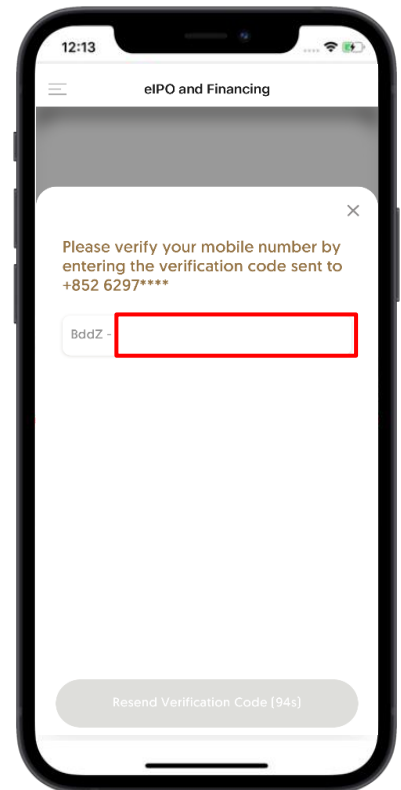 12:13
eIPO and Financing
Please verify your mobile number by
entering the verification code sent to
+852 6297****
BddZ -
Resend Verification Code (94s)